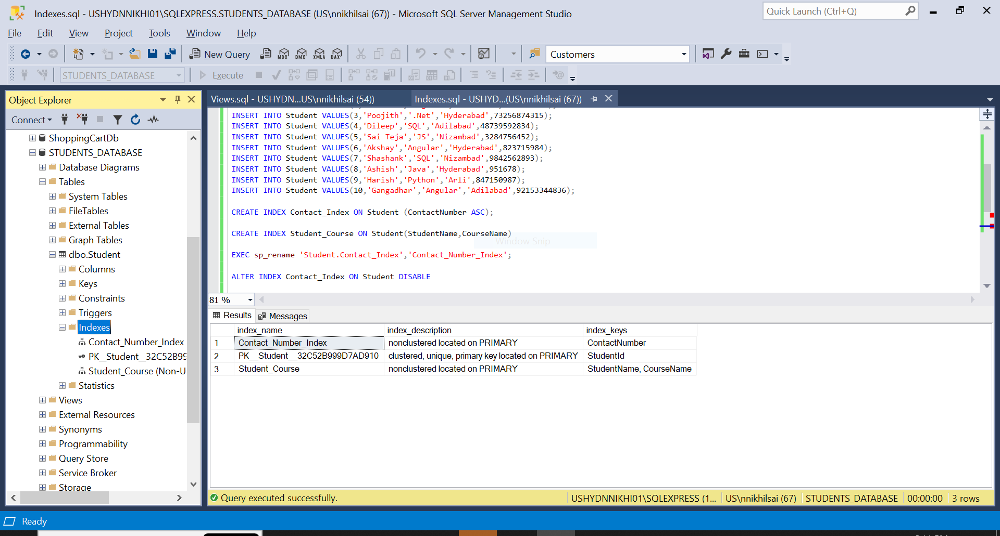 Indexes.sql - USHYDNNIKHI01\SQLEXPRESS.STUDENTS_DATABASE (US\nnikhilsai (67)) - Microsoft SQL Server Management Studio
Quick Launch (Ctrl+Q)
File Edit View Project Tools Window Help
New Query MDX DMX XMLA DAX Customers
STUDENTS_DATABASE Execute
Object Explorer
Connect
ShoppingCartDb
STUDENTS_DATABASE
Database Diagrams
Tables
System Tables
FileTables
External Tables
Graph Tables
dbo.Student
Columns
Keys
Constraints
Triggers
Indexes
Contact_Number_Index
PK__Student__32C52B99
Student_Course (Non-U
Statistics
Views
External Resources
Synonyms
Programmability
Query Store
Service Broker
Storage
Views.sql - USHYDN...US\nnikhilsai (54)) Indexes.sql - USHYD...(US\nnikhilsai (67))
INSERT INTO Student VALUES(3,'Poojith','.Net','Hyderabad',73256874315);
INSERT INTO Student VALUES(4,'Dileep','SQL','Adilabad',48739592834);
INSERT INTO Student VALUES(5,'Sai Teja','JS','Nizambad',3284756452);
INSERT INTO Student VALUES(6,'Akshay','Angular','Hyderabad',823715984);
INSERT INTO Student VALUES(7,'Shashank','SQL','Nizambad',9842562893);
INSERT INTO Student VALUES(8,'Ashish','Java','Hyderabad',951678);
INSERT INTO Student VALUES(9,'Harish','Python','Arli',847150987);
INSERT INTO Student VALUES(10,'Gangadhar','Angular','Adilabad',92153344836);
CREATE INDEX Contact_Index ON Student (ContactNumber ASC);
CREATE INDEX Student_Course ON Student(StudentName,CourseName)
Window Snip
EXEC sp_rename 'Student.Contact_Index','Contact_Number_Index';
ALTER INDEX Contact_Index ON Student DISABLE
81 %
Results Messages
index_name index_description index_keys
1 Contact_Number_Index nonclustered located on PRIMARY ContactNumber
2 PK__Student__32C52B999D7AD910 clustered, unique, primary key located on PRIMARY StudentId
3 Student_Course nonclustered located on PRIMARY StudentName, CourseName
Query executed successfully. USHYDNNIKHI01\SQLEXPRESS (1... US\nnikhilsai (67) STUDENTS_DATABASE 00:00:00 3 rows
Ready